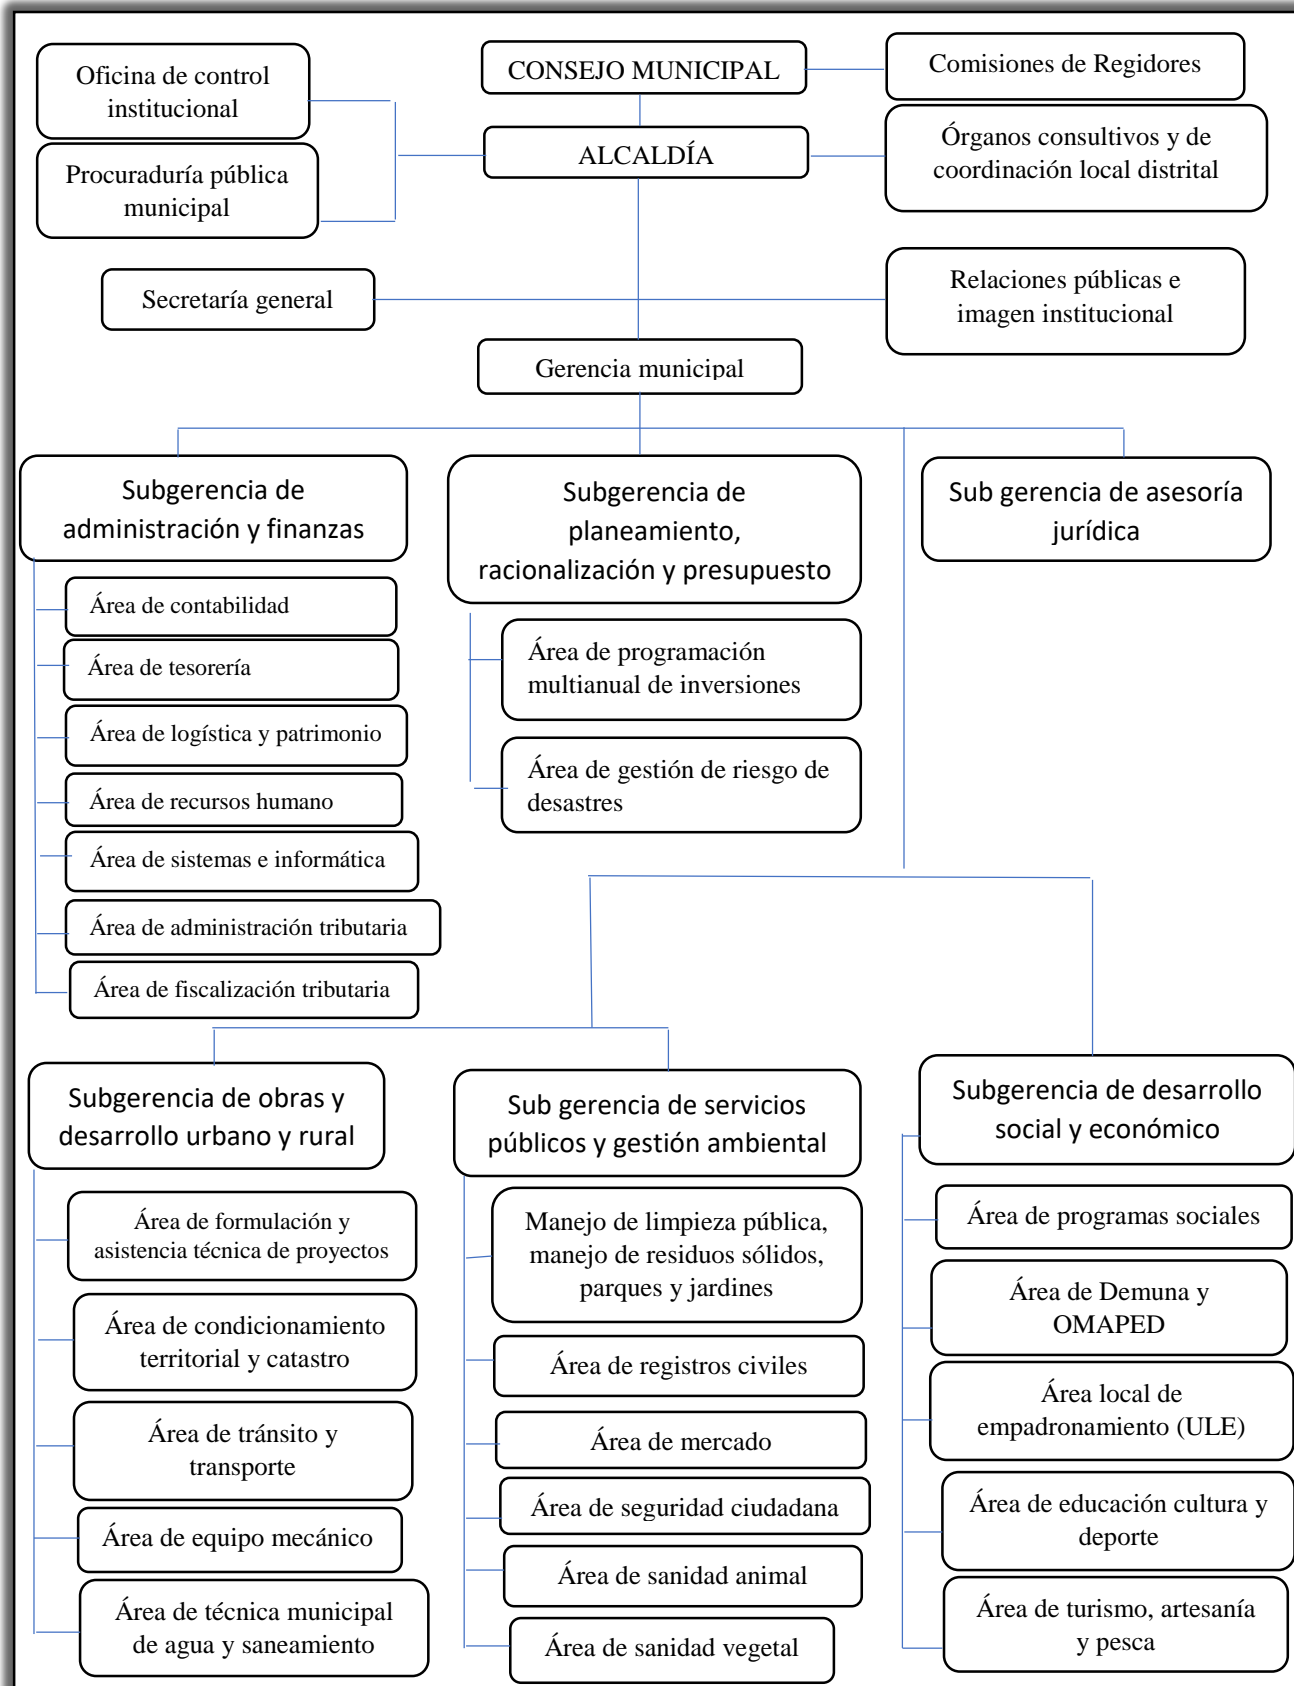 Oficina de control
institucional
CONSEJO MUNICIPAL
Comisiones de Regidores
Procuraduría pública
municipal
ALCALDÍA
Órganos consultivos y de
coordinación local distrital
Secretaría general
Relaciones públicas e
imagen institucional
Gerencia municipal
Subgerencia de
administración y finanzas
Subgerencia de
planeamiento,
racionalización y presupuesto
Sub gerencia de asesoría
jurídica
Área de contabilidad
Área de tesorería
Área de logística y patrimonio
Área de recursos humano
Área de sistemas e informática
Área de administración tributaria
Área de fiscalización tributaria
Área de programación
multianual de inversiones
Área de gestión de riesgo de
desastres
Subgerencia de obras y
desarrollo urbano y rural
Área de formulación y
asistencia técnica de proyectos
Área de condicionamiento
territorial y catastro
Área de tránsito y
transporte
Área de equipo mecánico
Área de técnica municipal
de agua y saneamiento
Sub gerencia de servicios
públicos y gestión ambiental
Manejo de limpieza pública,
manejo de residuos sólidos,
parques y jardines
Área de registros civiles
Área de mercado
Área de seguridad ciudadana
Área de sanidad animal
Área de sanidad vegetal
Subgerencia de desarrollo
social y económico
Área de programas sociales
Área de Demuna y
OMAPED
Área local de
empadronamiento (ULE)
Área de educación cultura y
deporte
Área de turismo, artesanía
y pesca